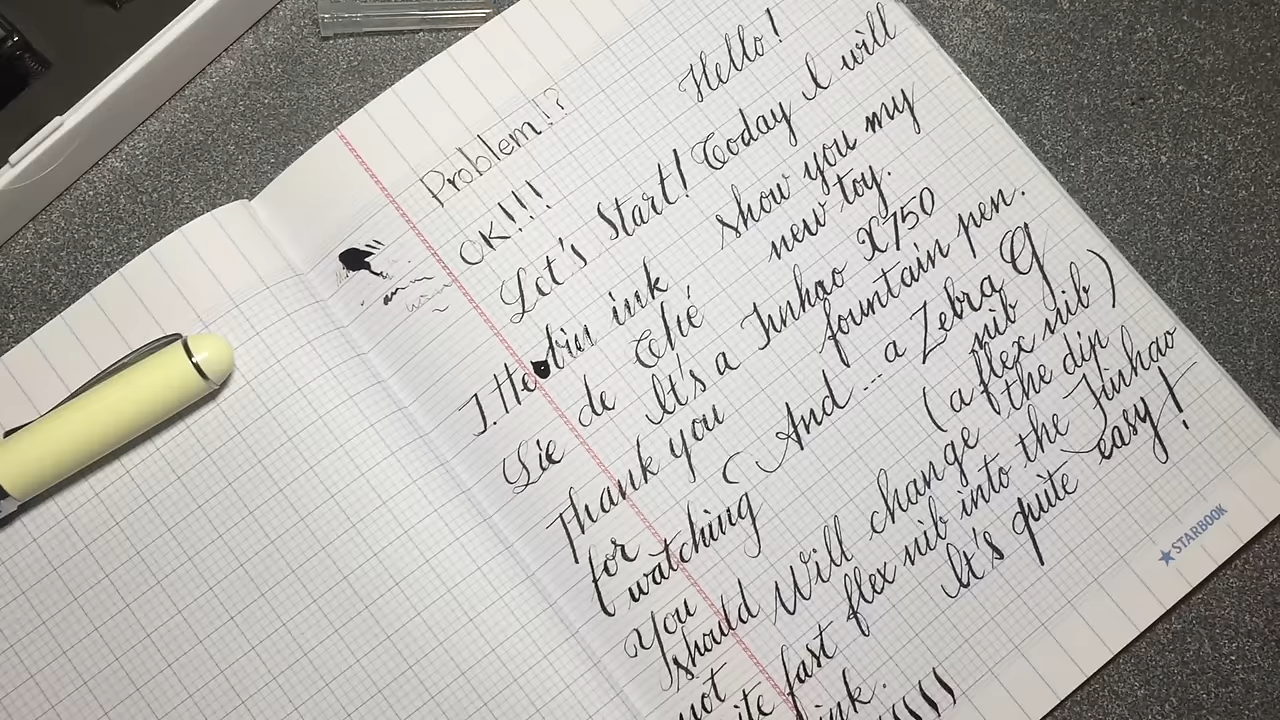 Hello!
Problem!?
OK!!!
Let's Start! Today I will
show you my
new toy.
J. Herbin ink
Lie de Thé
It's a Jinhao X750
fountain pen.
Thank you
for
watching
And... a Zebra G
nib
(a flex nib)
You
should
not
Will change the dip
flex nib into the Jinhao
It's quite easy!
fast
ink.
STARBOOK